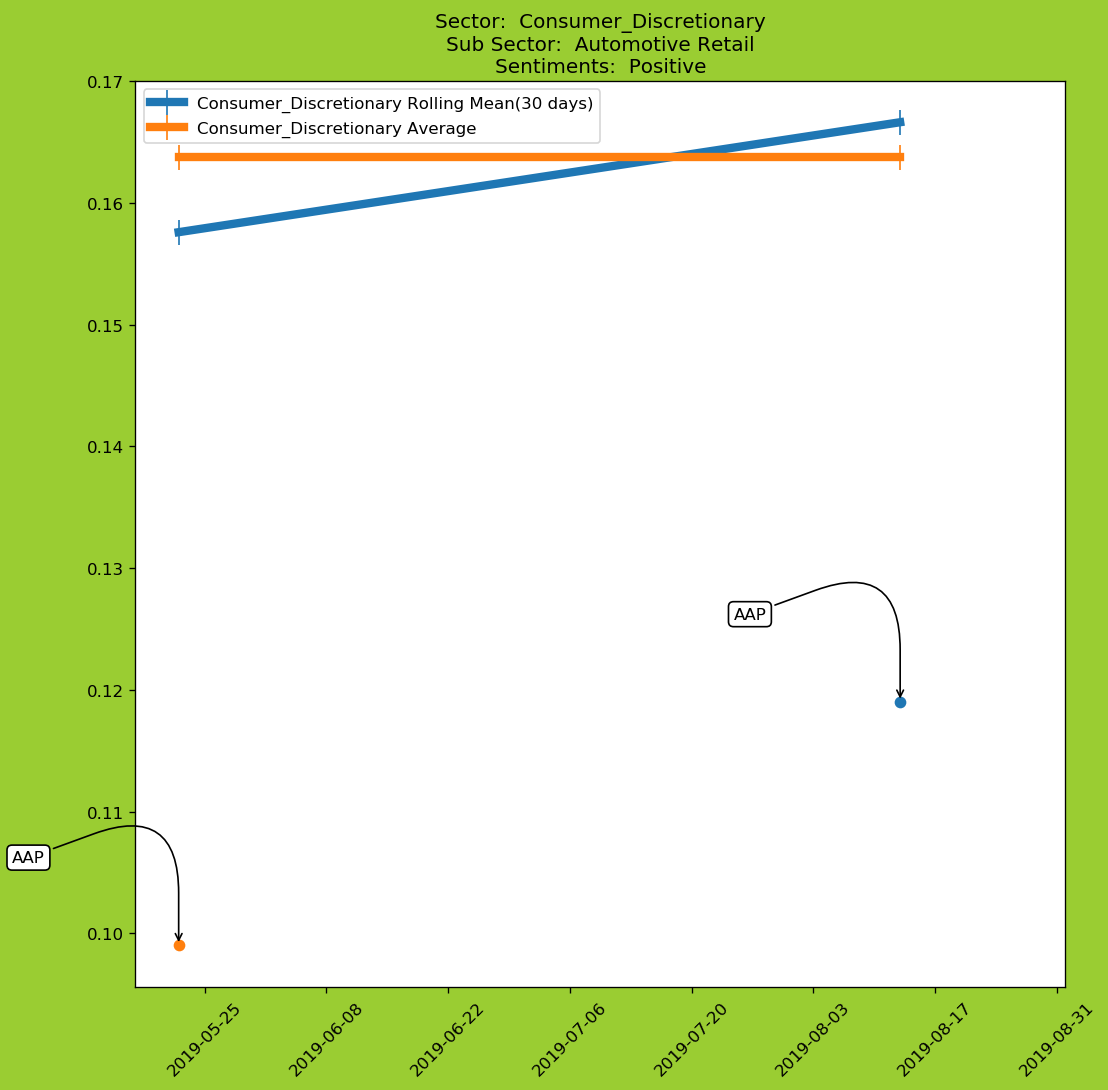 Sector:  Consumer_Discretionary
Sub Sector:  Automotive Retail
Sentiments:  Positive
0.17
Consumer_Discretionary Rolling Mean(30 days)
Consumer_Discretionary Average
0.16
0.15
0.14
0.13
AAP
0.12
0.11
AAP
0.10
2019-05-25
2019-06-08
2019-06-22
2019-07-06
2019-07-20
2019-08-03
2019-08-17
2019-08-31